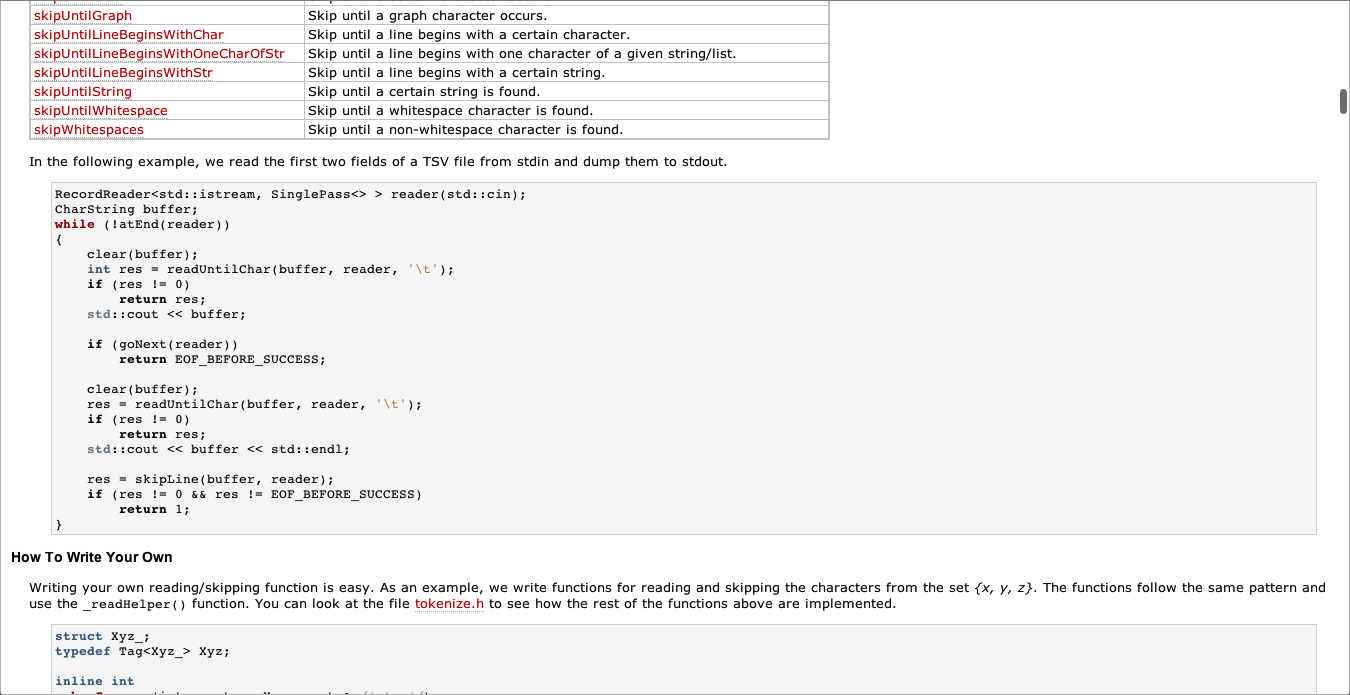 skipUntilGraph Skip until a graph character occurs.
skipUntilLineBeginsWithChar Skip until a line begins with a certain character.
skipUntilLineBeginsWithOneCharOfStr Skip until a line begins with one character of a given string/list.
skipUntilLineBeginsWithStr Skip until a line begins with a certain string.
skipUntilString Skip until a certain string is found.
skipUntilWhitespace Skip until a whitespace character is found.
skipWhitespaces Skip until a non-whitespace character is found.
In the following example, we read the first two fields of a TSV file from stdin and dump them to stdout.
RecordReader<std::istream, SinglePass<> > reader(std::cin);
CharString buffer;
while (!atEnd(reader))
{
    clear(buffer);
    int res = readUntilChar(buffer, reader, '\t');
    if (res != 0)
        return res;
    std::cout << buffer;

    if (goNext(reader))
        return EOF_BEFORE_SUCCESS;

    clear(buffer);
    res = readUntilChar(buffer, reader, '\t');
    if (res != 0)
        return res;
    std::cout << buffer << std::endl;

    res = skipLine(buffer, reader);
    if (res != 0 && res != EOF_BEFORE_SUCCESS)
        return 1;
}
How To Write Your Own
Writing your own reading/skipping function is easy. As an example, we write functions for reading and skipping the characters from the set {x, y, z}. The functions follow the same pattern and
use the _readHelper() function. You can look at the file tokenize.h to see how the rest of the functions above are implemented.
struct Xyz_;
typedef Tag<Xyz_> Xyz;

inline int